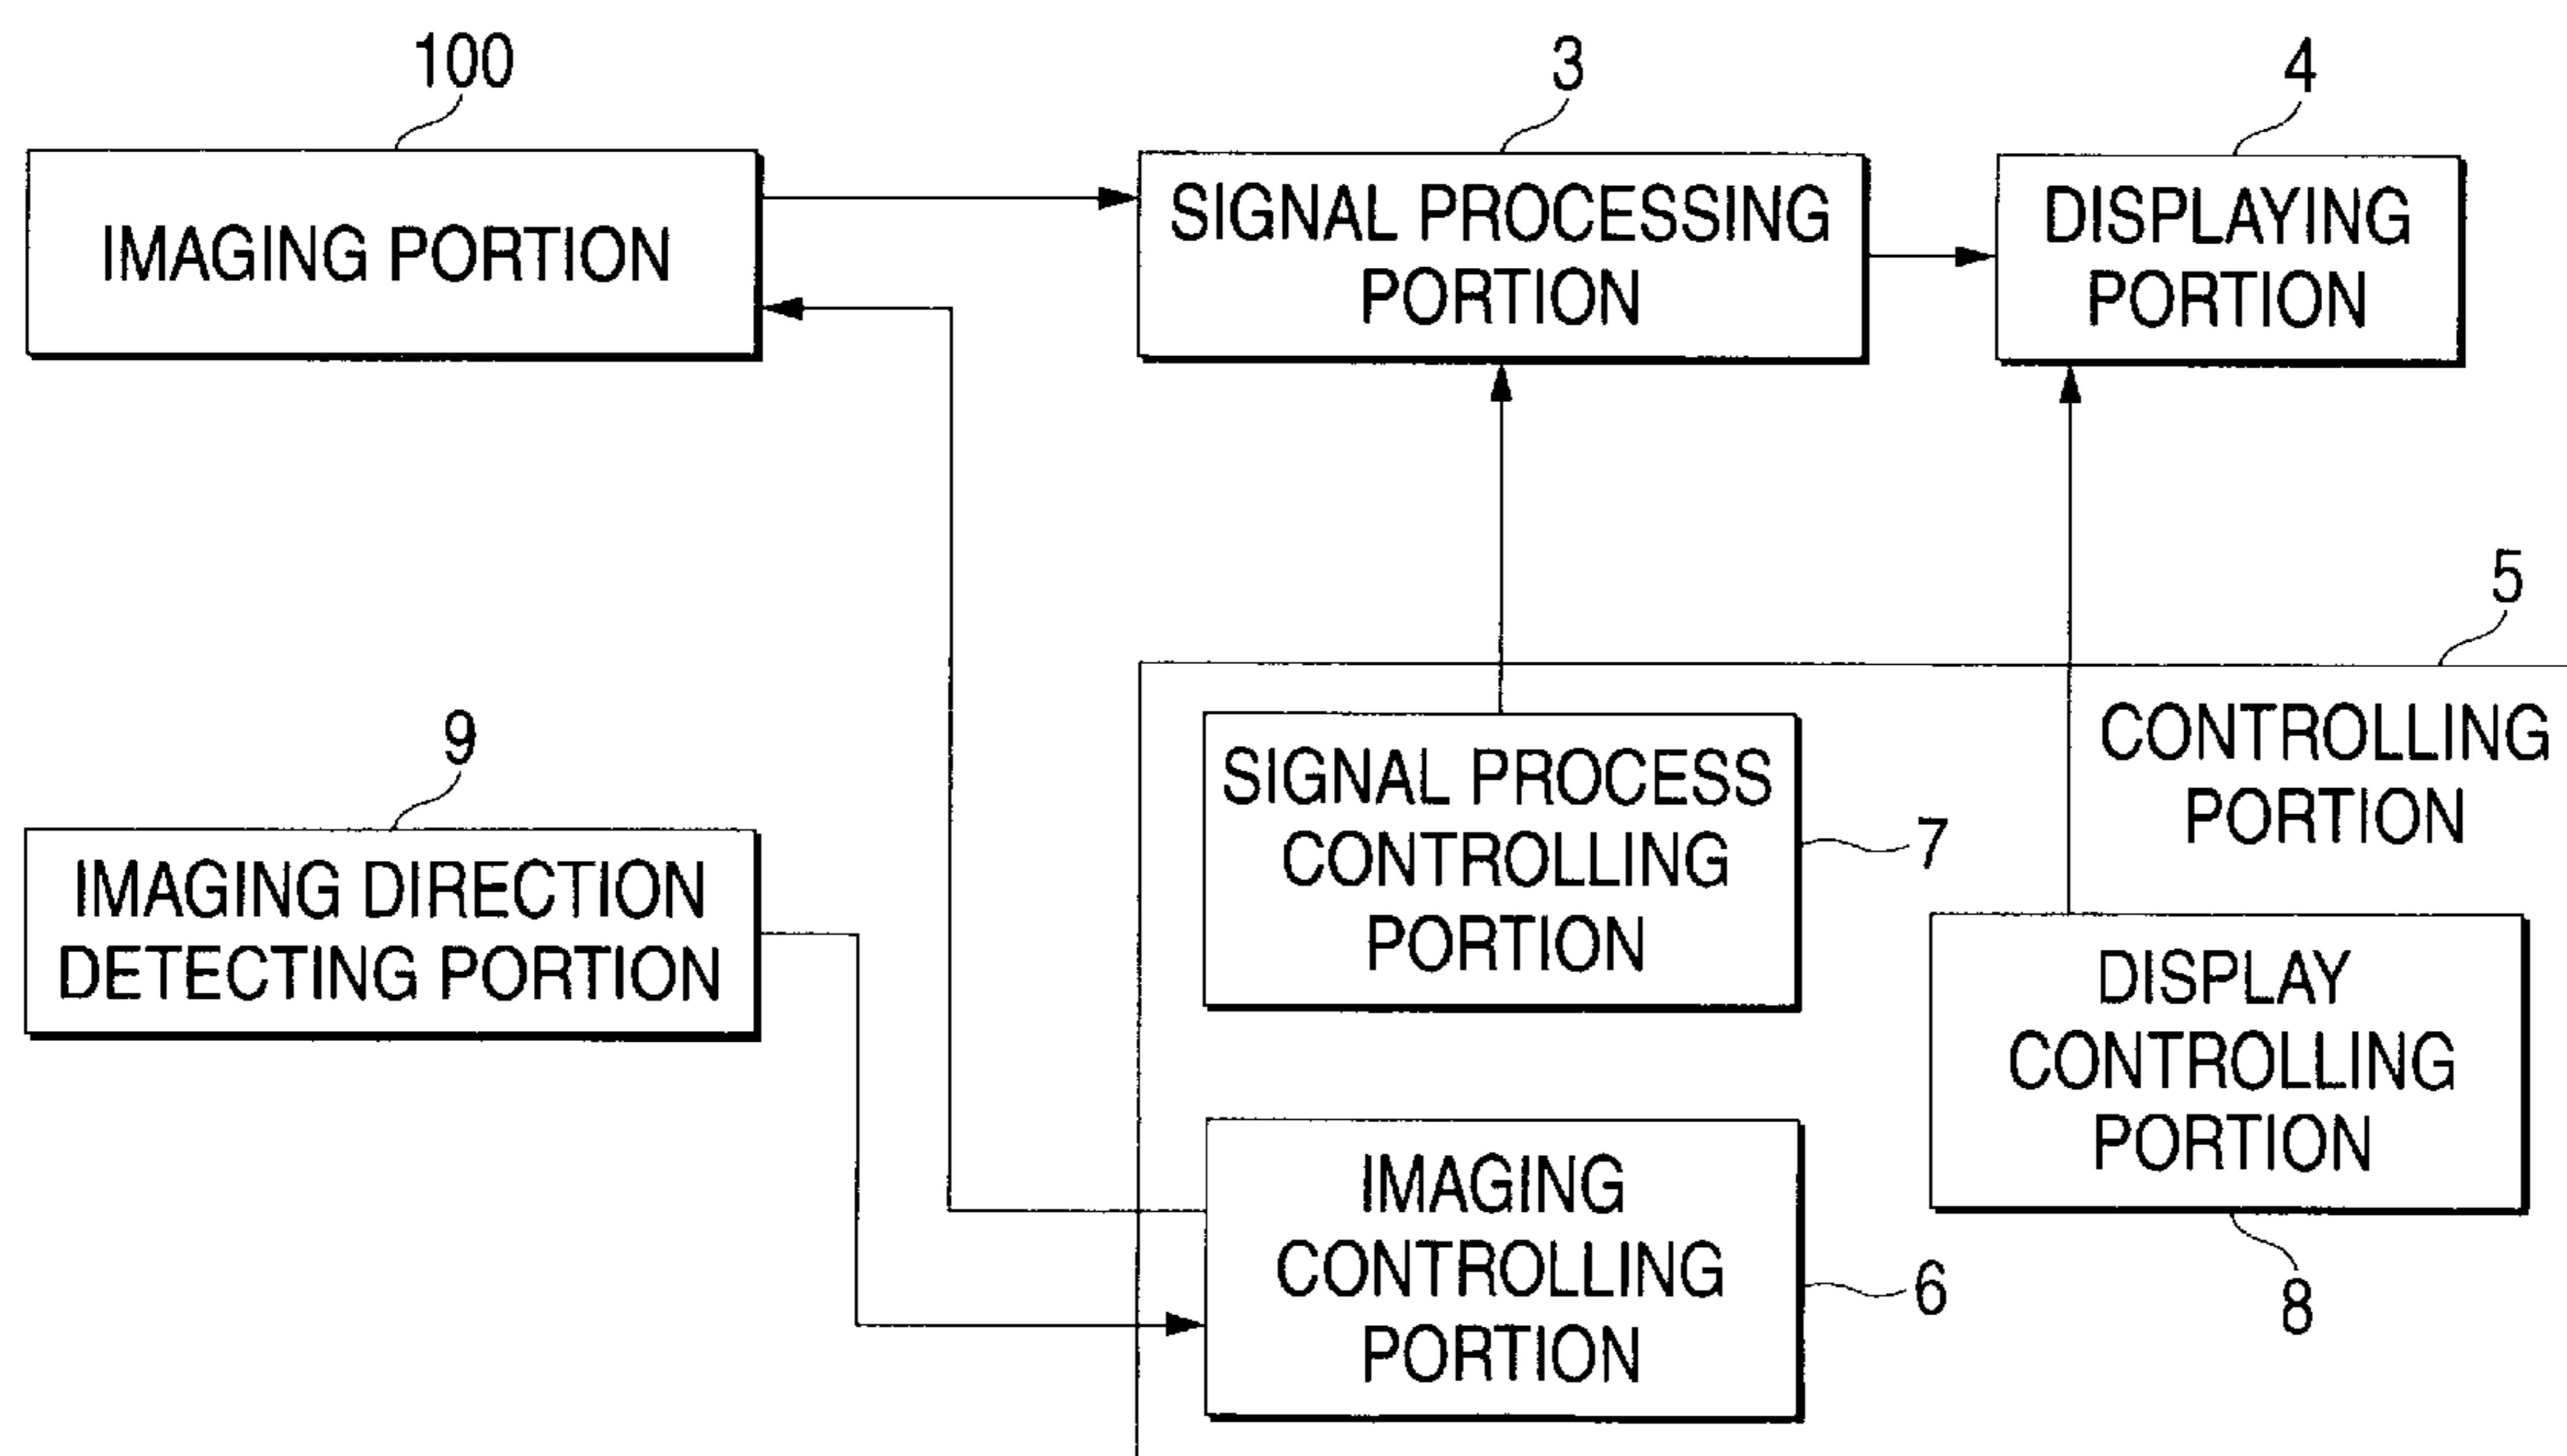 100
3
4
IMAGING PORTION
SIGNAL PROCESSING
PORTION
DISPLAYING
PORTION
5
CONTROLLING
PORTION
9
IMAGING DIRECTION
DETECTING PORTION
SIGNAL PROCESS
CONTROLLING
PORTION
7
DISPLAY
CONTROLLING
PORTION
8
IMAGING
CONTROLLING
PORTION
6